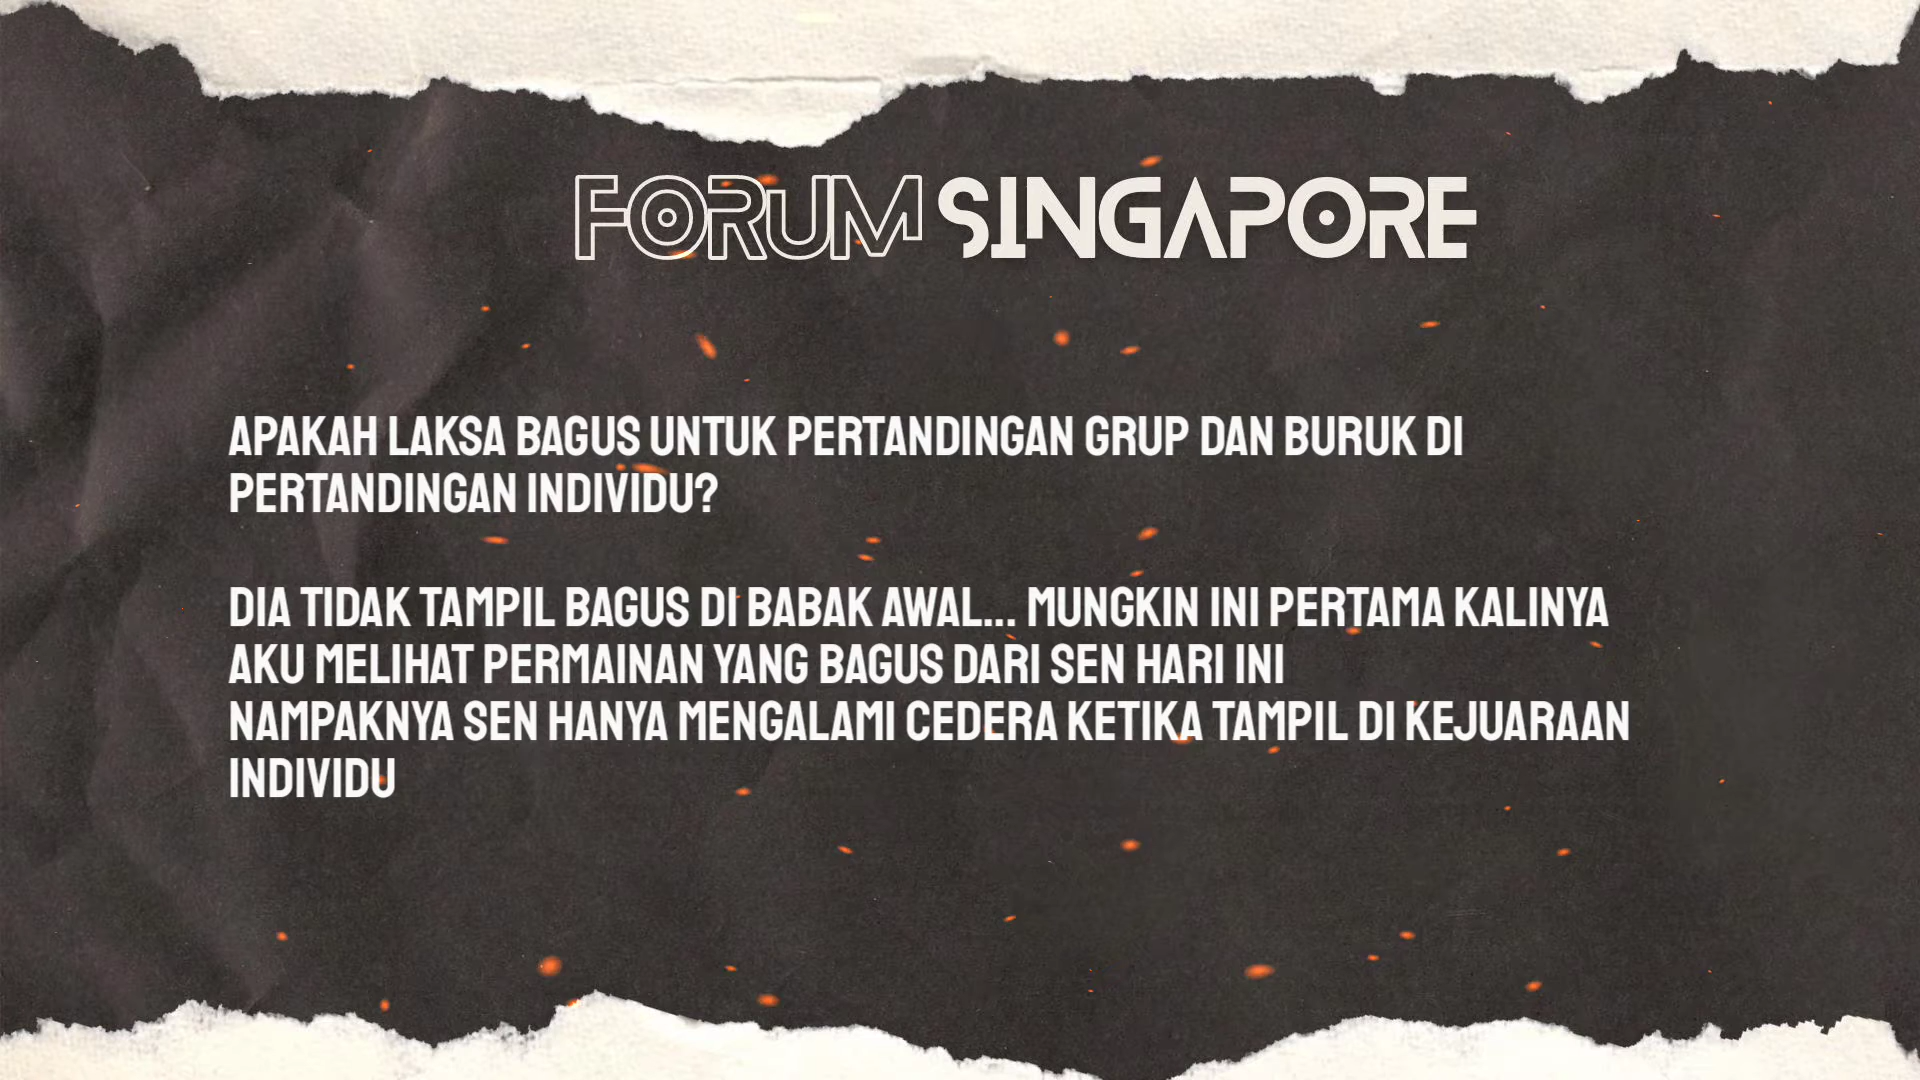 FORUM SINGAPORE
APAKAH LAKSA BAGUS UNTUK PERTANDINGAN GRUP DAN BURUK DI
PERTANDINGAN INDIVIDU?
DIA TIDAK TAMPIL BAGUS DI BABAK AWAL... MUNGKIN INI PERTAMA KALINYA
AKU MELIHAT PERMAINAN YANG BAGUS DARI SEN HARI INI
NAMPAKNYA SEN HANYA MENGALAMI CEDERA KETIKA TAMPIL DI KEJUARAAN
INDIVIDU